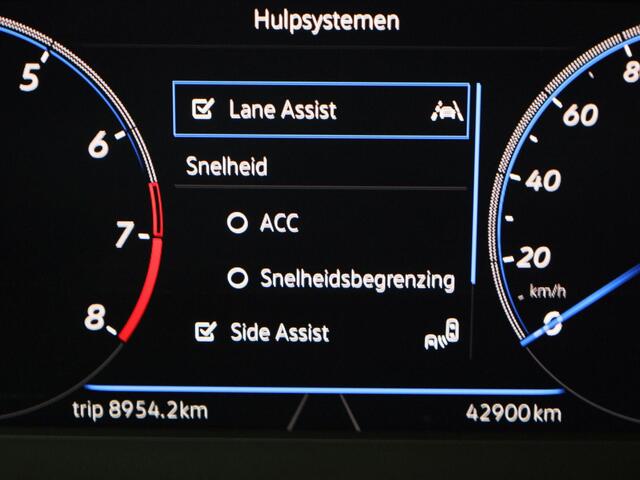 Hulpsystemen
5
6
7
8
Lane Assist
Snelheid
ACC
Snelheidsbegrenzing
Side Assist
80
60
40
20
km/h
0
trip 8954.2km
42900km